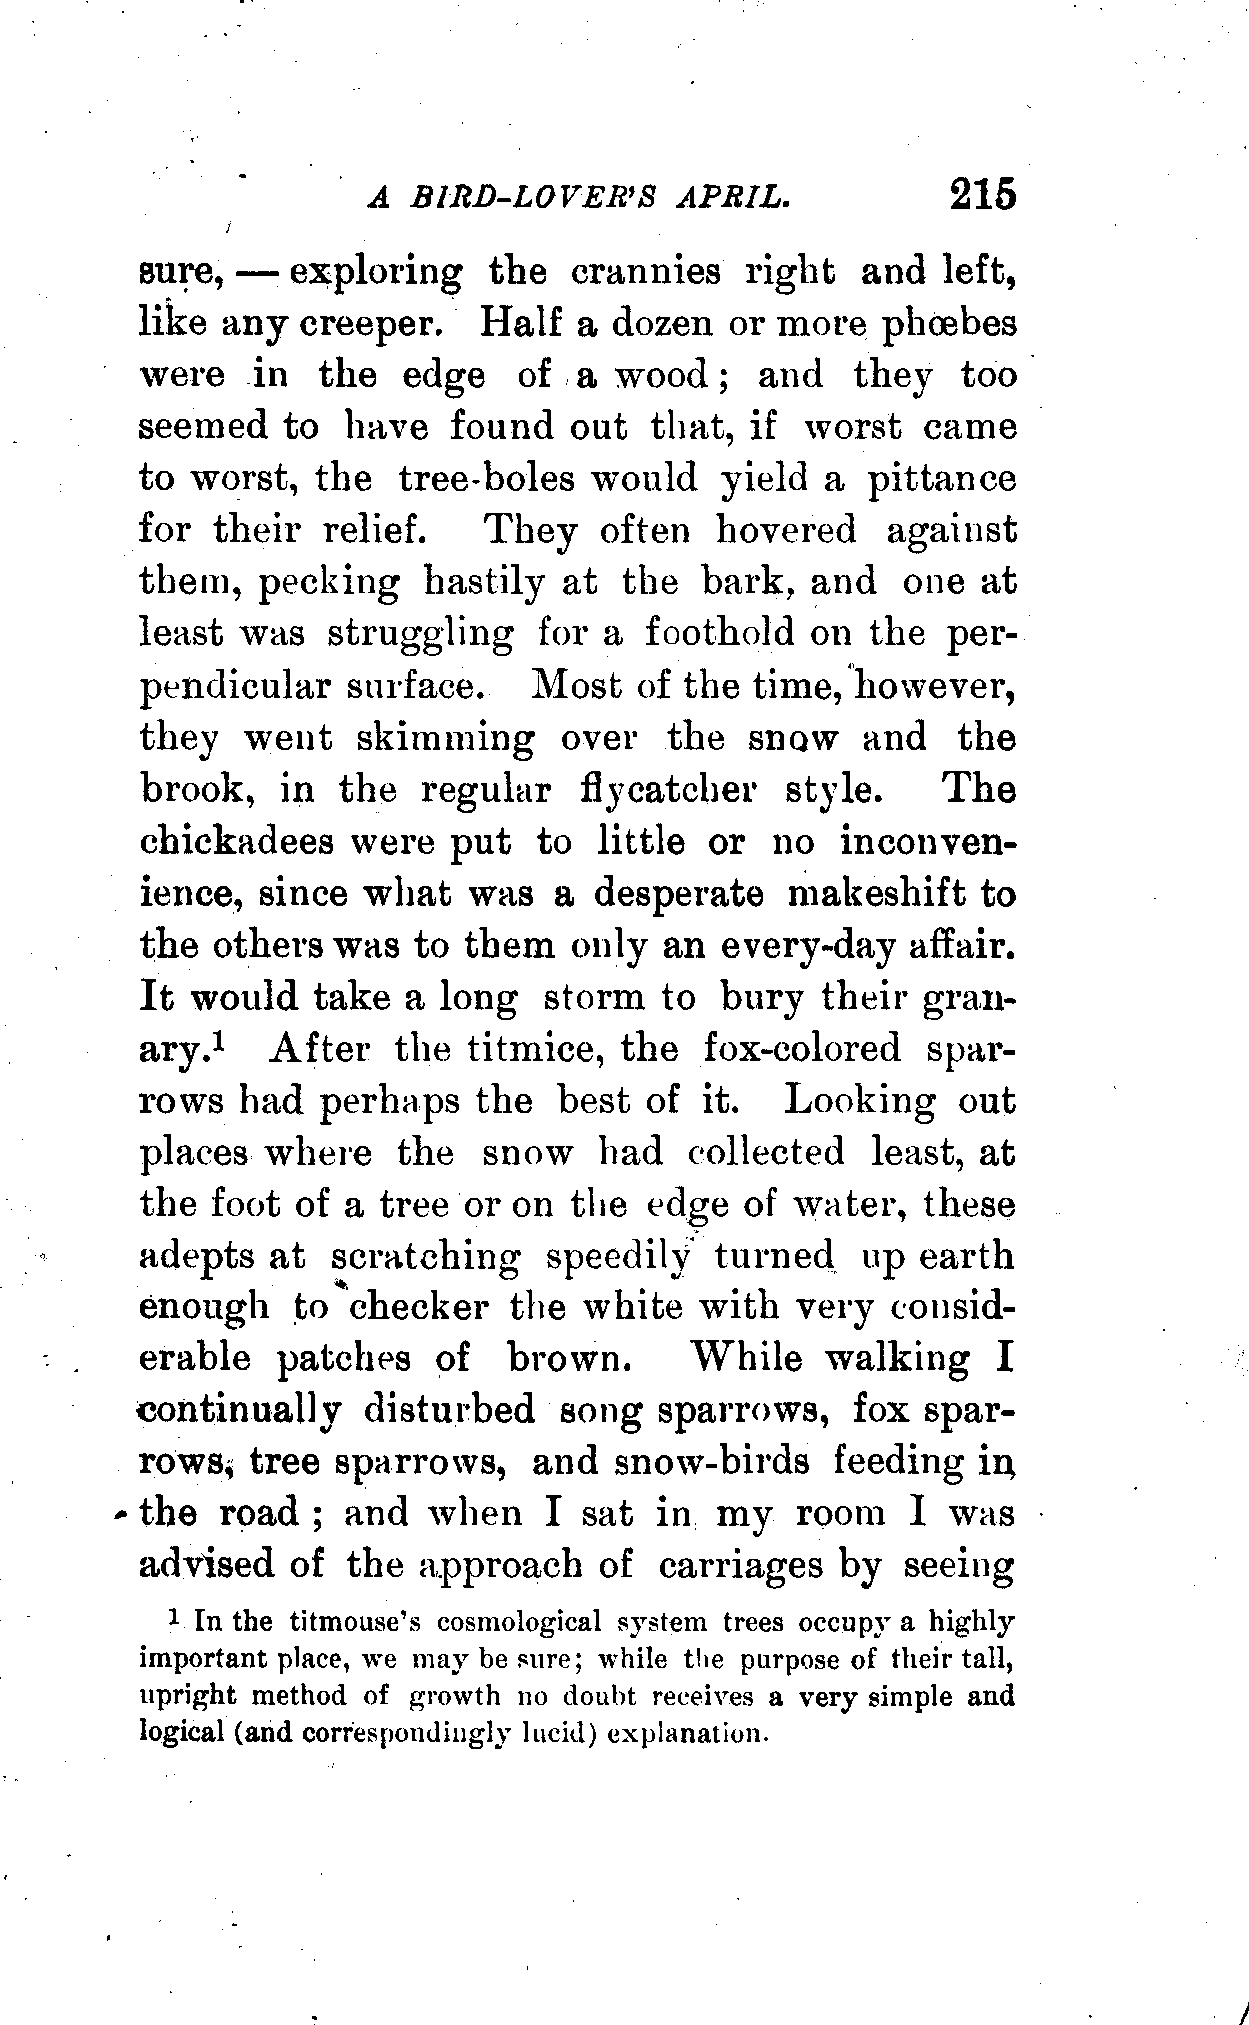 A BIRD-LOVER'S APRIL. 215
sure, — exploring the crannies right and left,
like any creeper. Half a dozen or more phœbes
were in the edge of a wood; and they too
seemed to have found out that, if worst came
to worst, the tree-boles would yield a pittance
for their relief. They often hovered against
them, pecking hastily at the bark, and one at
least was struggling for a foothold on the per-
pendicular surface. Most of the time, however,
they went skimming over the snow and the
brook, in the regular flycatcher style. The
chickadees were put to little or no inconven-
ience, since what was a desperate makeshift to
the others was to them only an every-day affair.
It would take a long storm to bury their gran-
ary.¹ After the titmice, the fox-colored spar-
rows had perhaps the best of it. Looking out
places where the snow had collected least, at
the foot of a tree or on the edge of water, these
adepts at scratching speedily turned up earth
enough to checker the white with very consid-
erable patches of brown. While walking I
continually disturbed song sparrows, fox spar-
rows, tree sparrows, and snow-birds feeding in
the road; and when I sat in my room I was
advised of the approach of carriages by seeing
¹ In the titmouse's cosmological system trees occupy a highly
important place, we may be sure; while the purpose of their tall,
upright method of growth no doubt receives a very simple and
logical (and correspondingly lucid) explanation.